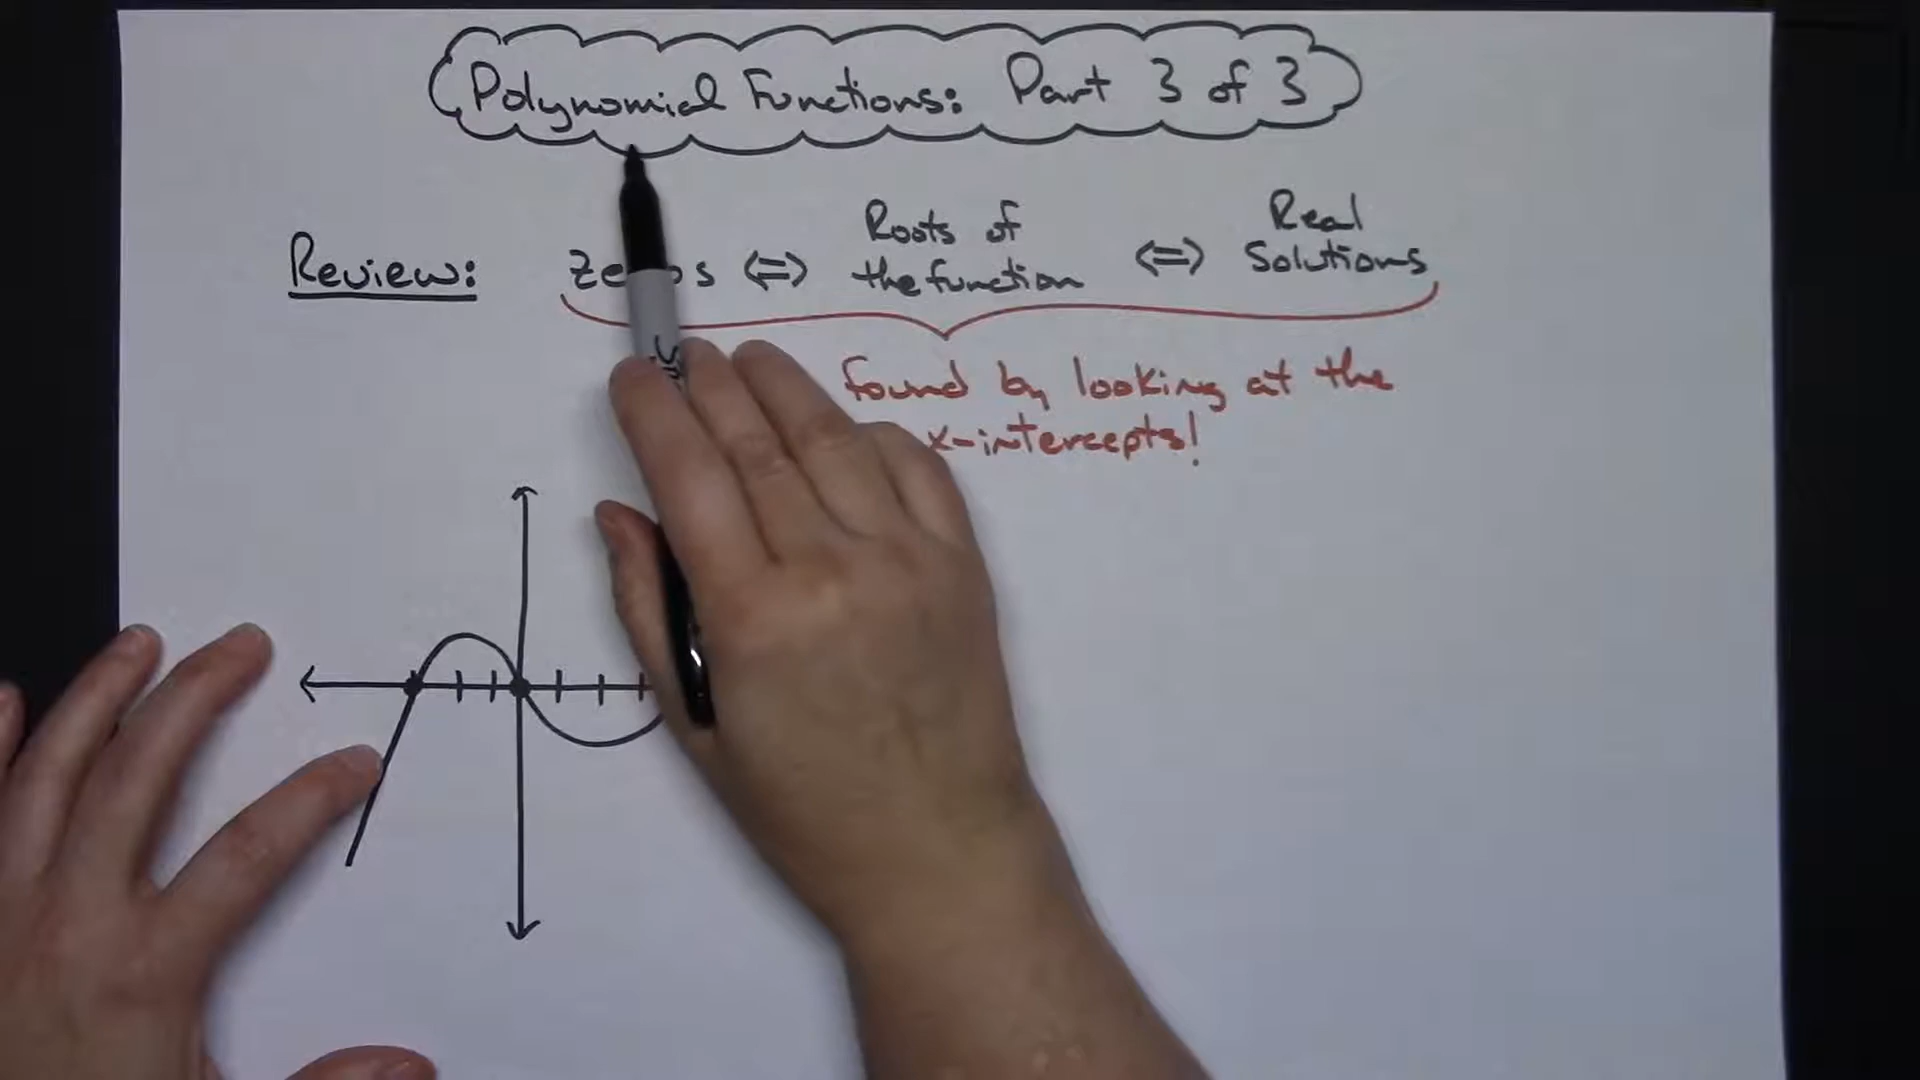 Polynomial Functions: Part 3 of 3
Review: <=> Roots of the function <=> Real Solutions
found by looking at the
x-intercepts!